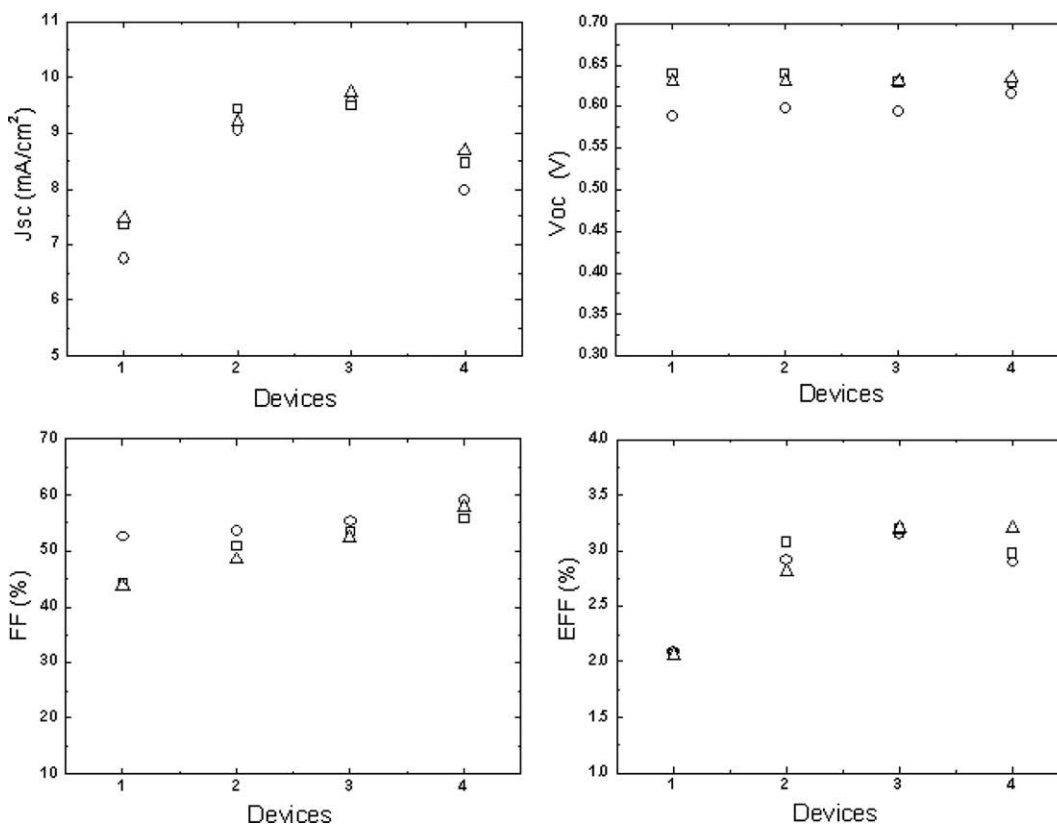 11
10
9
8
7
6
5
Jsc (mA/cm²)
1 2 3 4
Devices
0.70
0.65
0.60
0.55
0.50
0.45
0.40
0.35
0.30
Voc (V)
1 2 3 4
Devices
70
60
50
40
30
20
10
FF (%)
1 2 3 4
Devices
4.0
3.5
3.0
2.5
2.0
1.5
1.0
EFF (%)
1 2 3 4
Devices